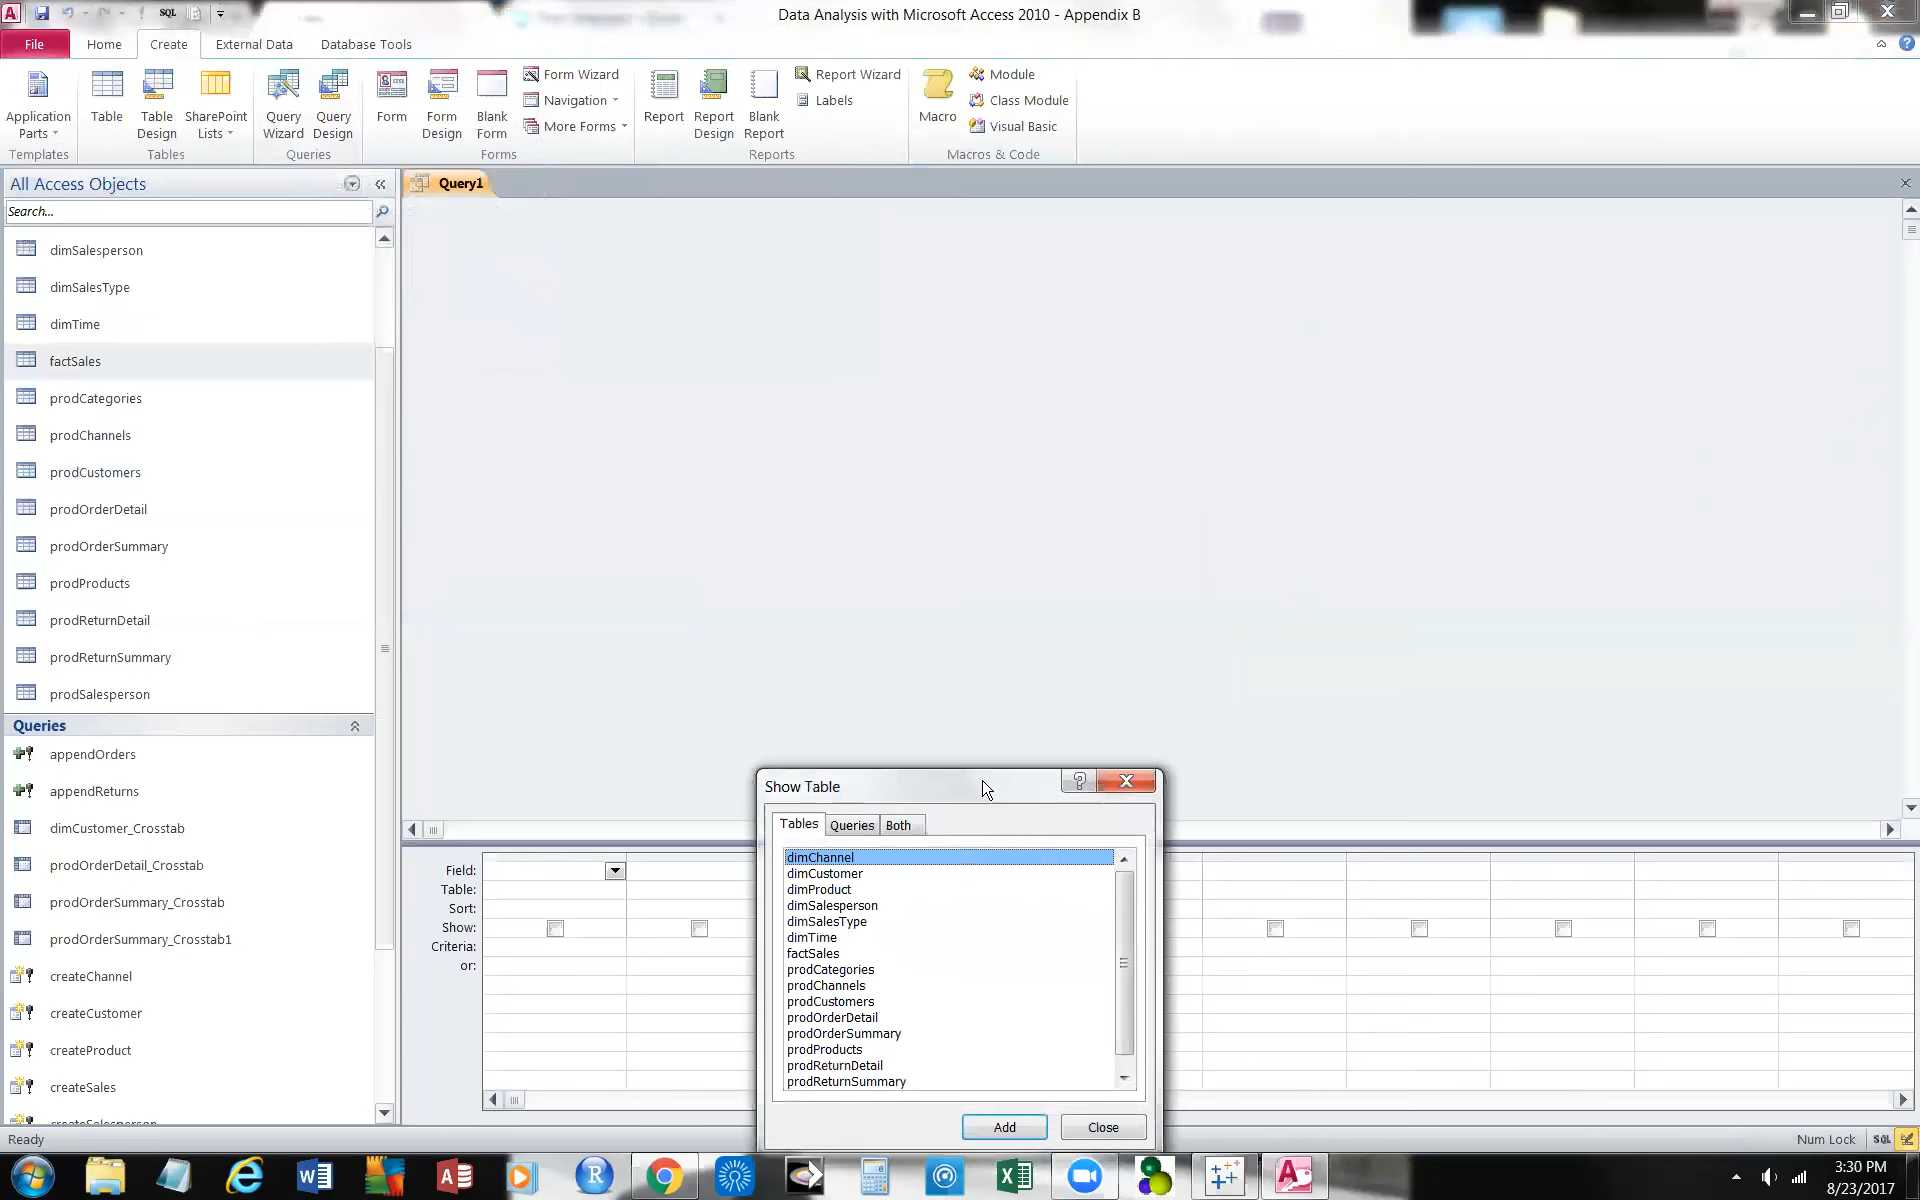 SQL
Data Analysis with Microsoft Access 2010 - Appendix B
File Home Create External Data Database Tools
Application Parts
Table
Table Design
SharePoint Lists
Query Wizard
Query Design
Form
Form Design
Blank Form
Form Wizard
Navigation
More Forms
Report
Report Design
Blank Report
Report Wizard
Labels
Macro
Module
Class Module
Visual Basic
Templates Tables Queries Forms Reports Macros & Code
All Access Objects
Search...
dimSalesperson
dimSalesType
dimTime
factSales
prodCategories
prodChannels
prodCustomers
prodOrderDetail
prodOrderSummary
prodProducts
prodReturnDetail
prodReturnSummary
prodSalesperson
Queries
appendOrders
appendReturns
dimCustomer_Crosstab
prodOrderDetail_Crosstab
prodOrderSummary_Crosstab
prodOrderSummary_Crosstab1
createChannel
createCustomer
createProduct
createSales
createSalesperson
Query1
Field:
Table:
Sort:
Show:
Criteria:
or:
Show Table
Tables Queries Both
dimChannel
dimCustomer
dimProduct
dimSalesperson
dimSalesType
dimTime
factSales
prodCategories
prodChannels
prodCustomers
prodOrderDetail
prodOrderSummary
prodProducts
prodReturnDetail
prodReturnSummary
Add Close
Ready
Num Lock SQL
3:30 PM
8/23/2017